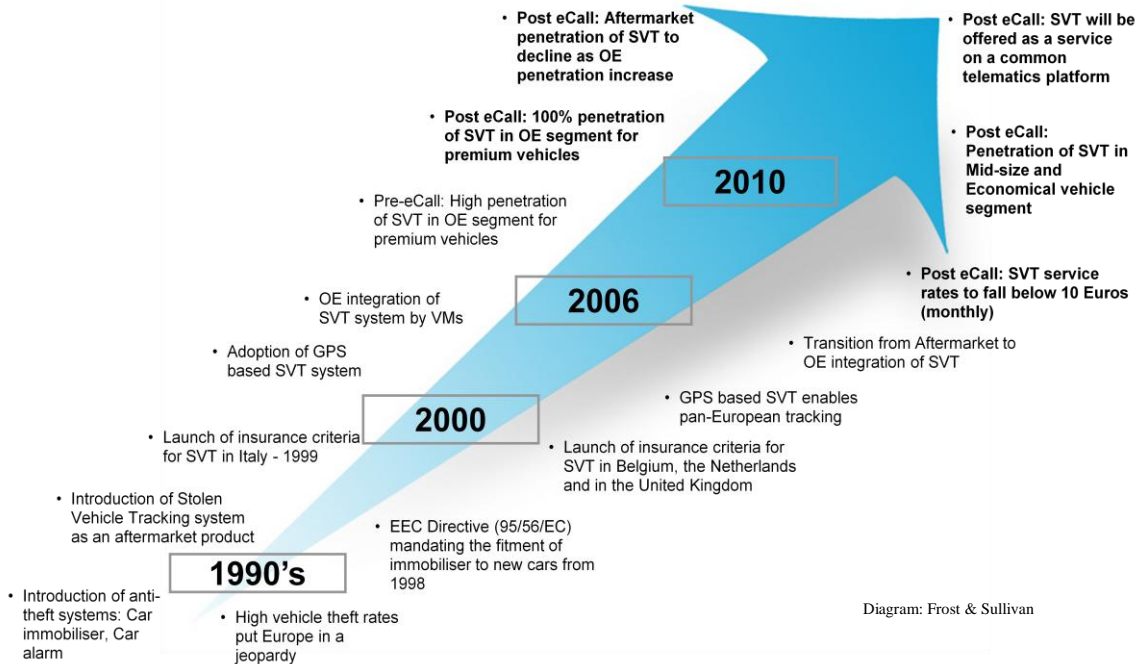 • Post eCall: Aftermarket
penetration of SVT to
decline as OE
penetration increase
• Post eCall: SVT will be
offered as a service
on a common
telematics platform
• Post eCall: 100% penetration
of SVT in OE segment for
premium vehicles
• Post eCall:
Penetration of SVT in
Mid-size and
Economical vehicle
segment
2010
• Pre-eCall: High penetration
of SVT in OE segment for
premium vehicles
• Post eCall: SVT service
rates to fall below 10 Euros
(monthly)
2006
• OE integration of
SVT system by VMs
• Transition from Aftermarket to
OE integration of SVT
• Adoption of GPS
based SVT system
• GPS based SVT enables
pan-European tracking
2000
• Launch of insurance criteria
for SVT in Italy - 1999
• Launch of insurance criteria for
SVT in Belgium, the Netherlands
and in the United Kingdom
• Introduction of Stolen
Vehicle Tracking system
as an aftermarket product
• EEC Directive (95/56/EC)
mandating the fitment of
immobiliser to new cars from
1998
1990's
• Introduction of anti-
theft systems: Car
immobiliser, Car
alarm
• High vehicle theft rates
put Europe in a
jeopardy
Diagram: Frost & Sullivan